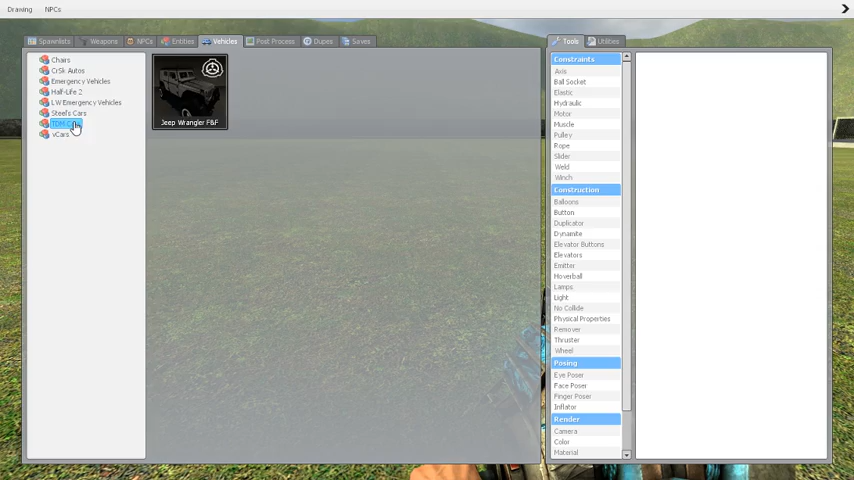 Drawing NPCs
Spawnlists Weapons NPCs Entities Vehicles Post Process Dupes Saves
Chairs
CrSk Autos
Emergency Vehicles
Half-Life 2
LW Emergency Vehicles
Steel's Cars
TDM
vCars
Jeep Wrangler F&F
Tools Utilities
Constraints
Axis
Ball Socket
Elastic
Hydraulic
Motor
Muscle
Pulley
Rope
Slider
Weld
Winch
Construction
Balloons
Button
Duplicator
Dynamite
Elevator Buttons
Elevators
Emitter
Hoverball
Lamps
Light
No Collide
Physical Properties
Remover
Thruster
Wheel
Posing
Eye Poser
Face Poser
Finger Poser
Inflator
Render
Camera
Color
Material